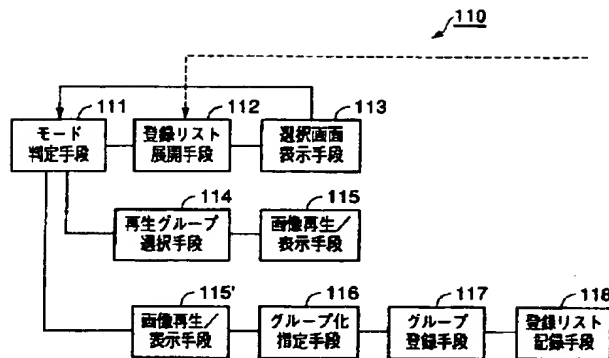 110
111
112
113
モード
判定手段
登録リスト
展開手段
選択画面
表示手段
114
115
再生グループ
選択手段
画像再生/
表示手段
115'
116
117
118
画像再生/
表示手段
グループ化
指定手段
グループ
登録手段
登録リスト
記録手段